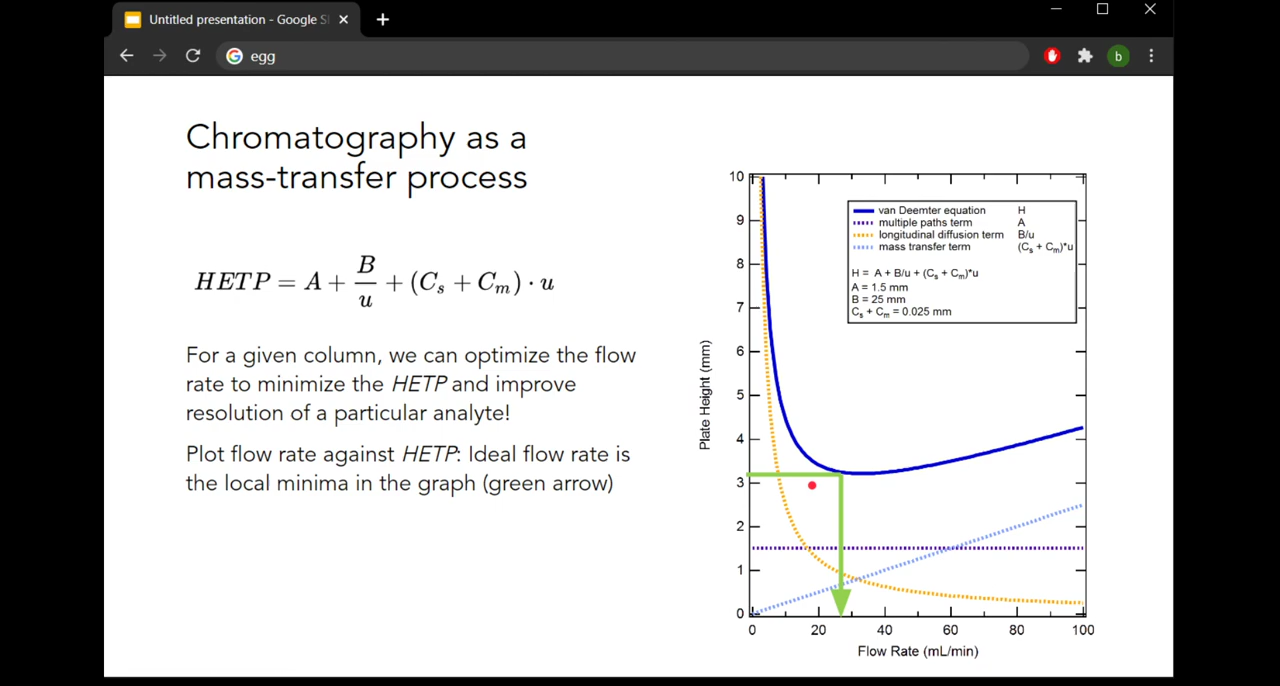 Untitled presentation - Google Sl
egg
b
Chromatography as a
mass-transfer process
HETP = A + B/u + (Cs + Cm) · u
For a given column, we can optimize the flow
rate to minimize the HETP and improve
resolution of a particular analyte!
Plot flow rate against HETP: Ideal flow rate is
the local minima in the graph (green arrow)
van Deemter equation H
multiple paths term A
longitudinal diffusion term B/u
mass transfer term (Cs + Cm)*u
H = A + B/u + (Cs + Cm)*u
A = 1.5 mm
B = 25 mm
Cs + Cm = 0.025 mm
Plate Height (mm)
10
9
8
7
6
5
4
3
2
1
0
0 20 40 60 80 100
Flow Rate (mL/min)